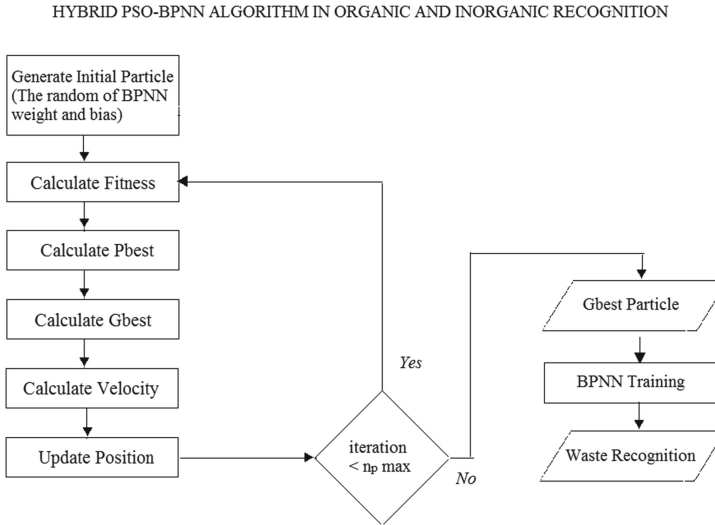 HYBRID PSO-BPNN ALGORITHM IN ORGANIC AND INORGANIC RECOGNITION
Generate Initial Particle
(The random of BPNN
weight and bias)
Calculate Fitness
Calculate Pbest
Calculate Gbest
Calculate Velocity
Update Position
iteration
< np max
Yes
No
Gbest Particle
BPNN Training
Waste Recognition